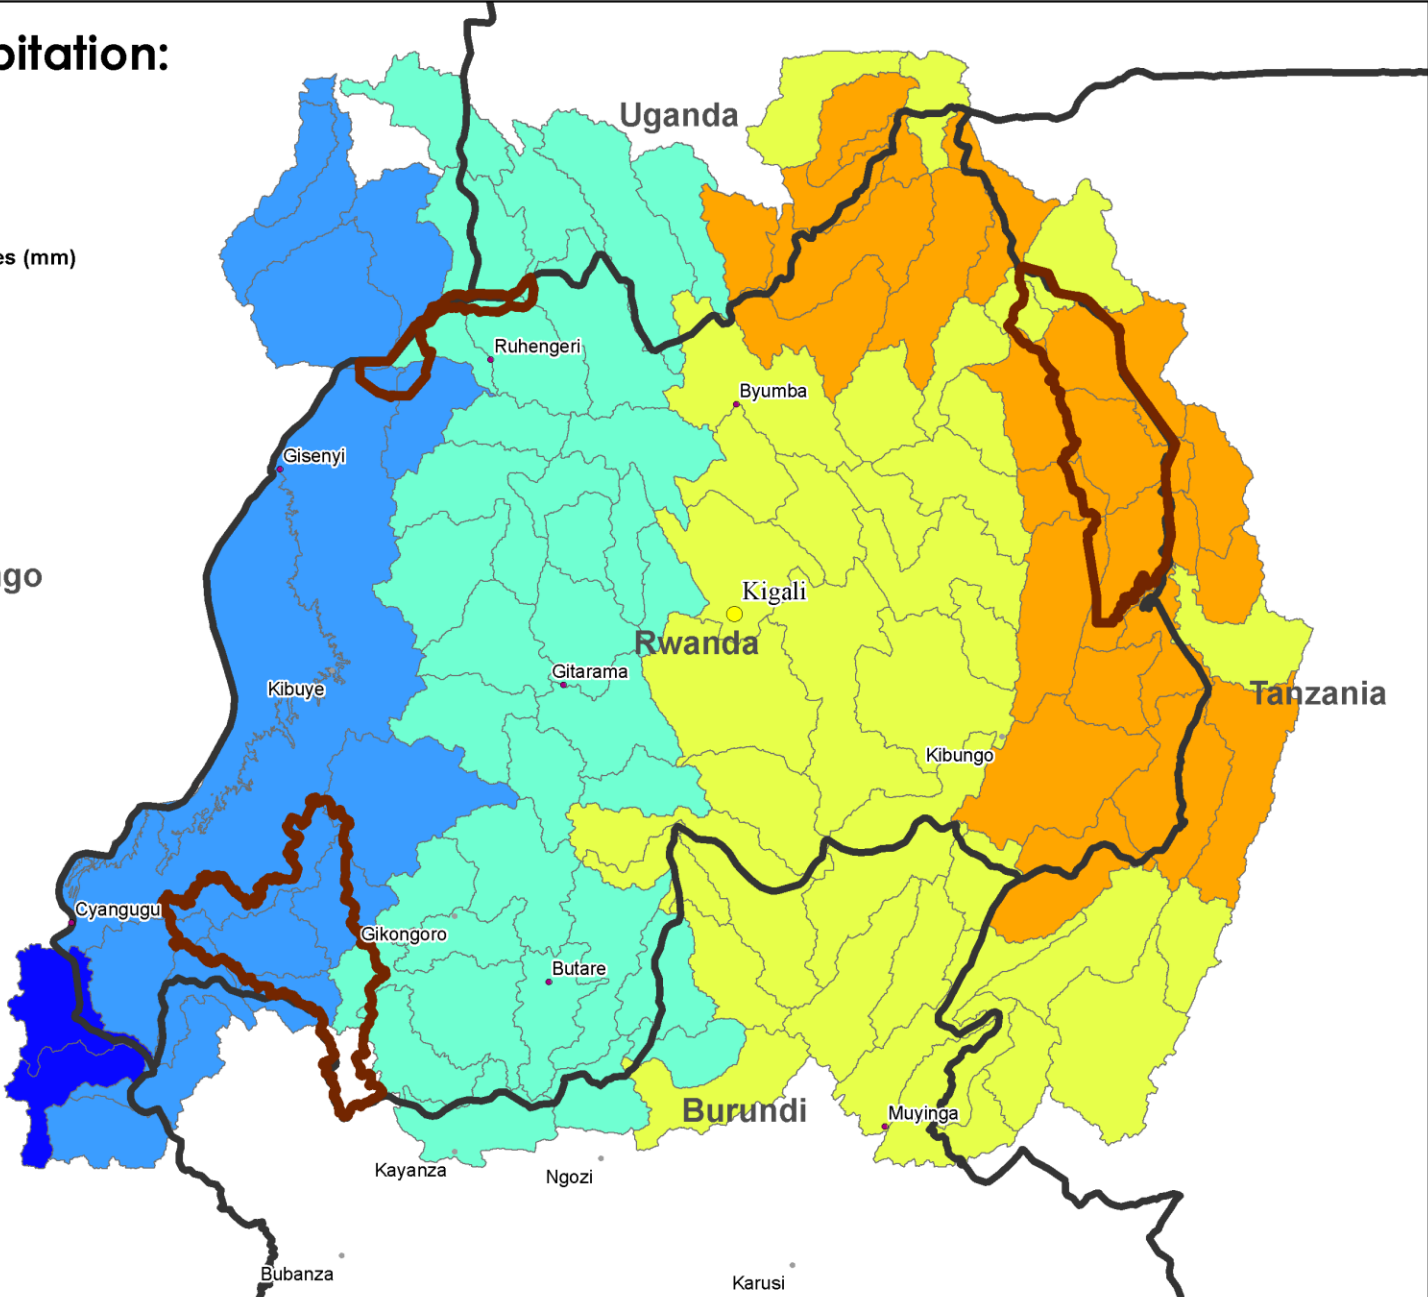 pitation:
Uganda
es (mm)
Ruhengeri
Byumba
Gisenyi
go
Kigali
Rwanda
Gitarama
Kibuye
Tanzania
Kibungo
Cyangugu
Gikongoro
Butare
Burundi
Muyinga
Kayanza
Ngozi
Bubanza
Karusi